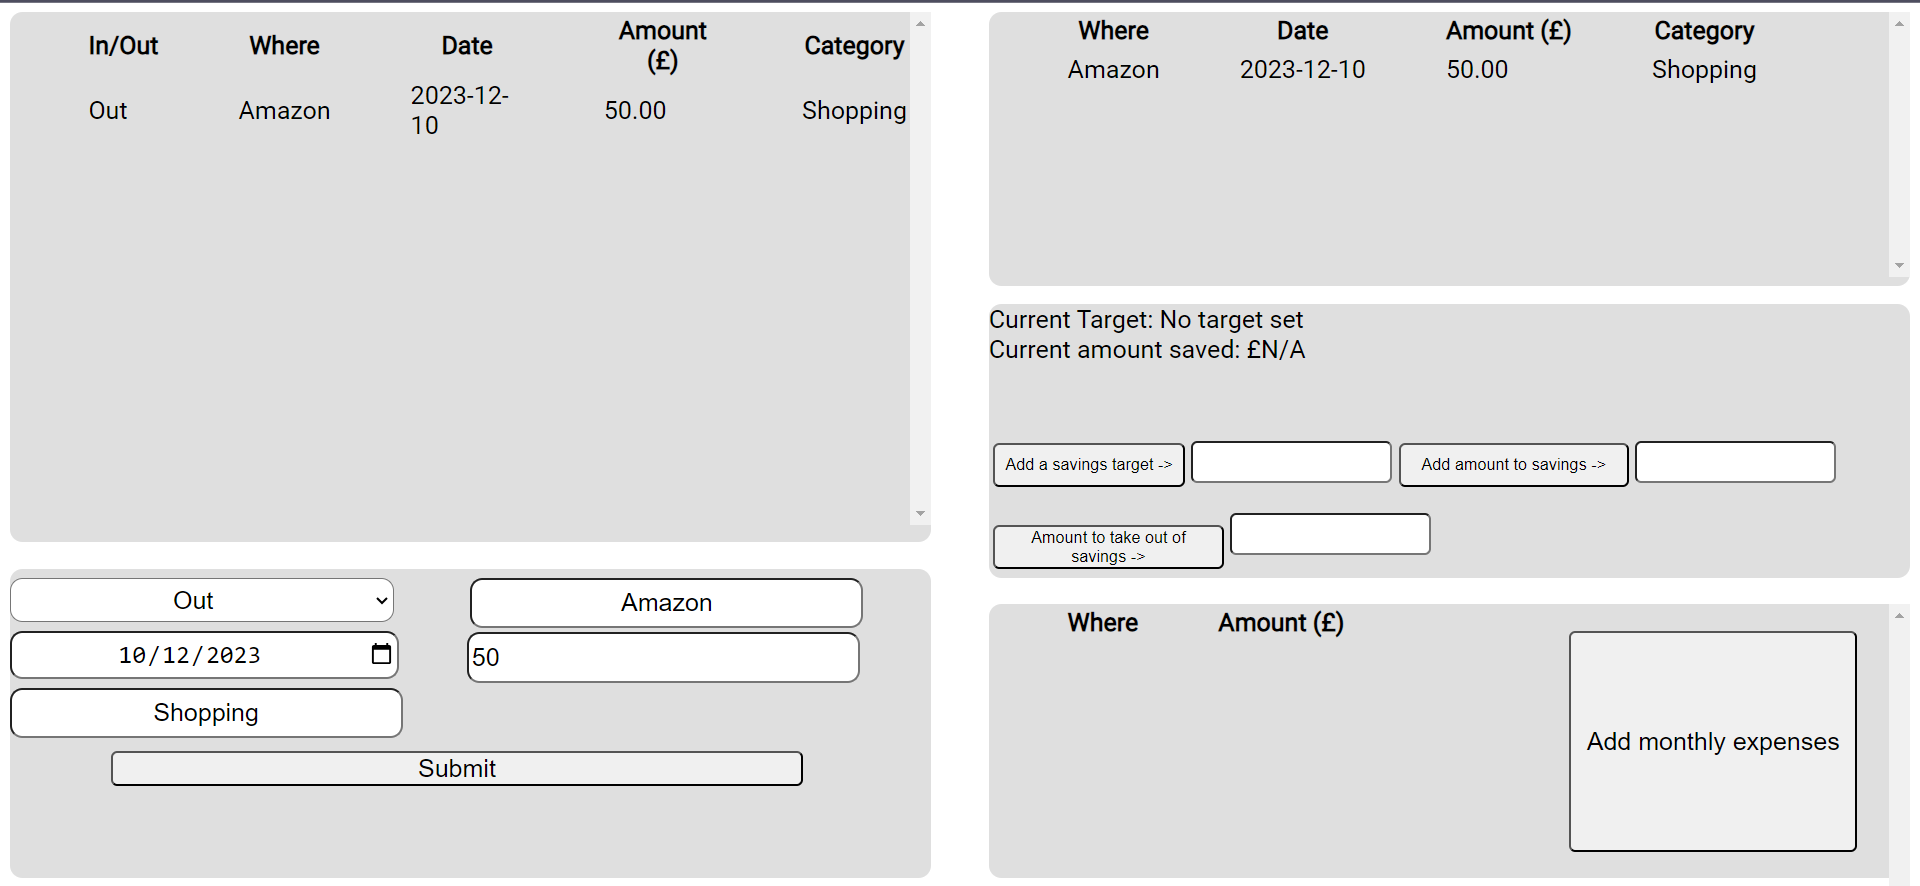 In/Out Where Date Amount (£) Category
Out Amazon 2023-12-10 50.00 Shopping
Out
Amazon
10/12/2023
50
Shopping
Submit
Where Date Amount (£) Category
Amazon 2023-12-10 50.00 Shopping
Current Target: No target set
Current amount saved: £N/A
Add a savings target ->
Add amount to savings ->
Amount to take out of
savings ->
Where Amount (£)
Add monthly expenses